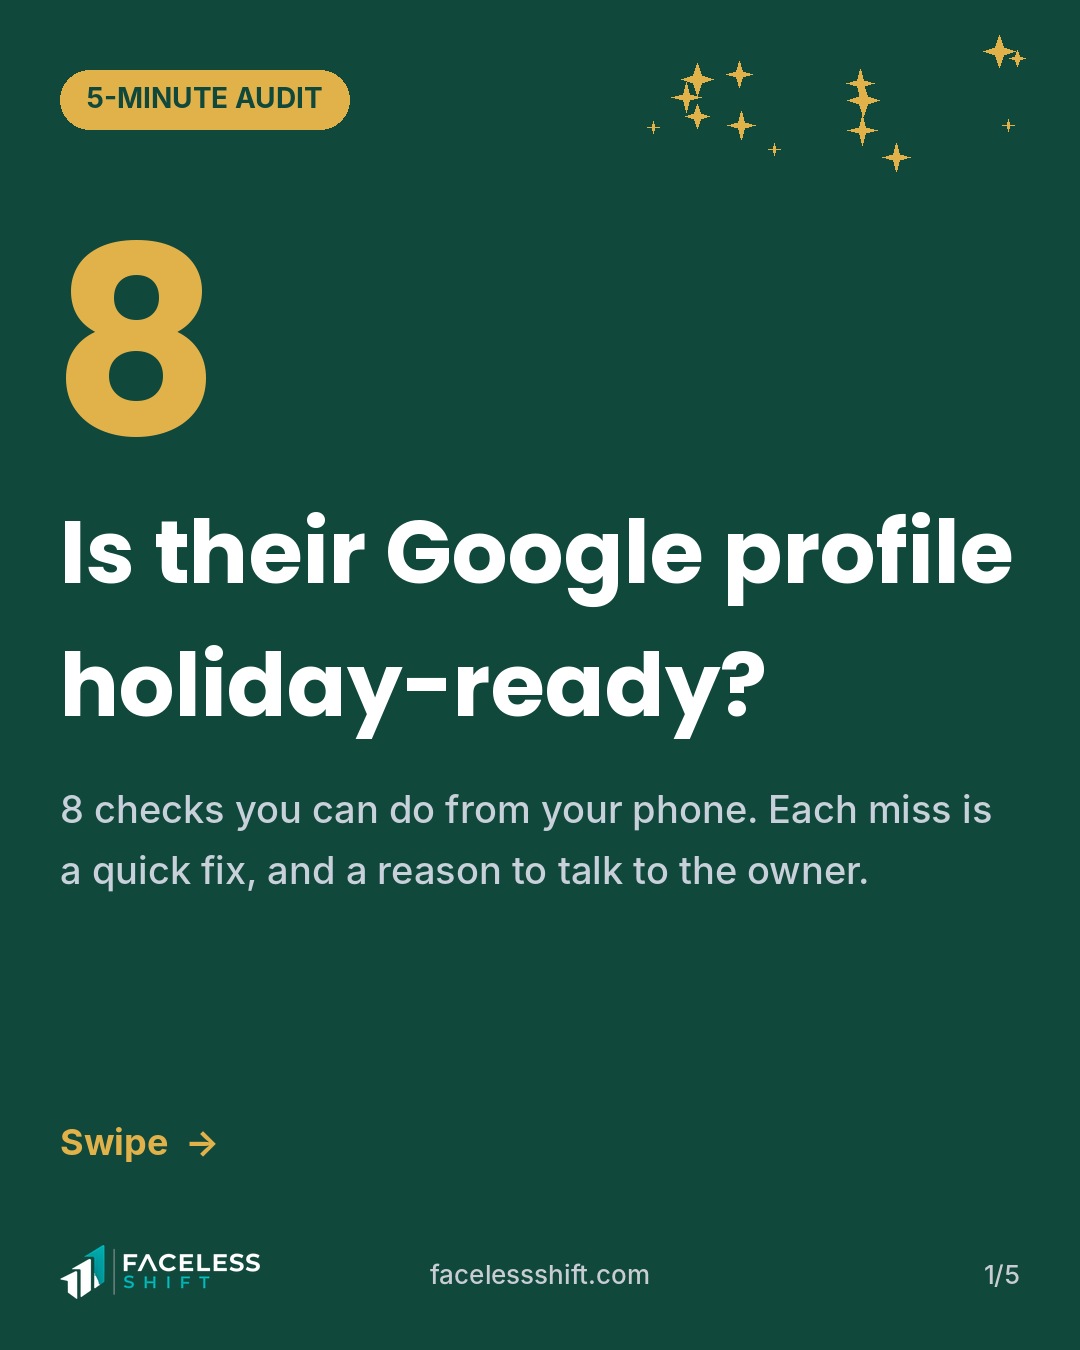 5-MINUTE AUDIT
8
Is their Google profile
holiday-ready?
8 checks you can do from your phone. Each miss is
a quick fix, and a reason to talk to the owner.
Swipe →
FACELESS
SHIFT
facelessshift.com
1/5